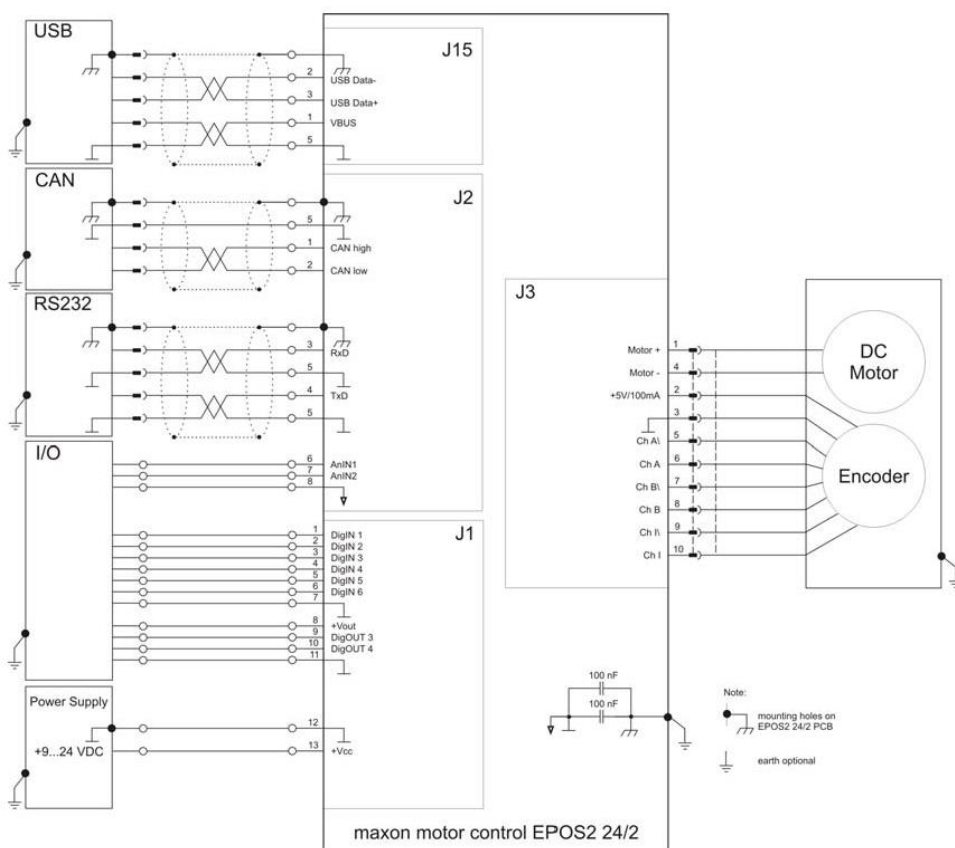 USB
J15
2
USB Data-
3
USB Data+
1
VBUS
5
CAN
J2
5
1
CAN high
2
CAN low
RS232
3
RxD
5
4
TxD
5
I/O
6
AnIN1
7
AnIN2
8
J1
1
DigIN 1
2
DigIN 2
3
DigIN 3
4
DigIN 4
5
DigIN 5
6
DigIN 6
7
8
+Vout
9
DigOUT 3
10
DigOUT 4
11
Power Supply
+9...24 VDC
12
13
+Vcc
J3
Motor +
1
Motor -
4
+5V/100mA
2
3
Ch A\
5
Ch A
6
Ch B\
7
Ch B
8
Ch I\
9
Ch I
10
DC
Motor
Encoder
100 nF
100 nF
Note:
mounting holes on
EPOS2 24/2 PCB
earth optional
maxon motor control EPOS2 24/2